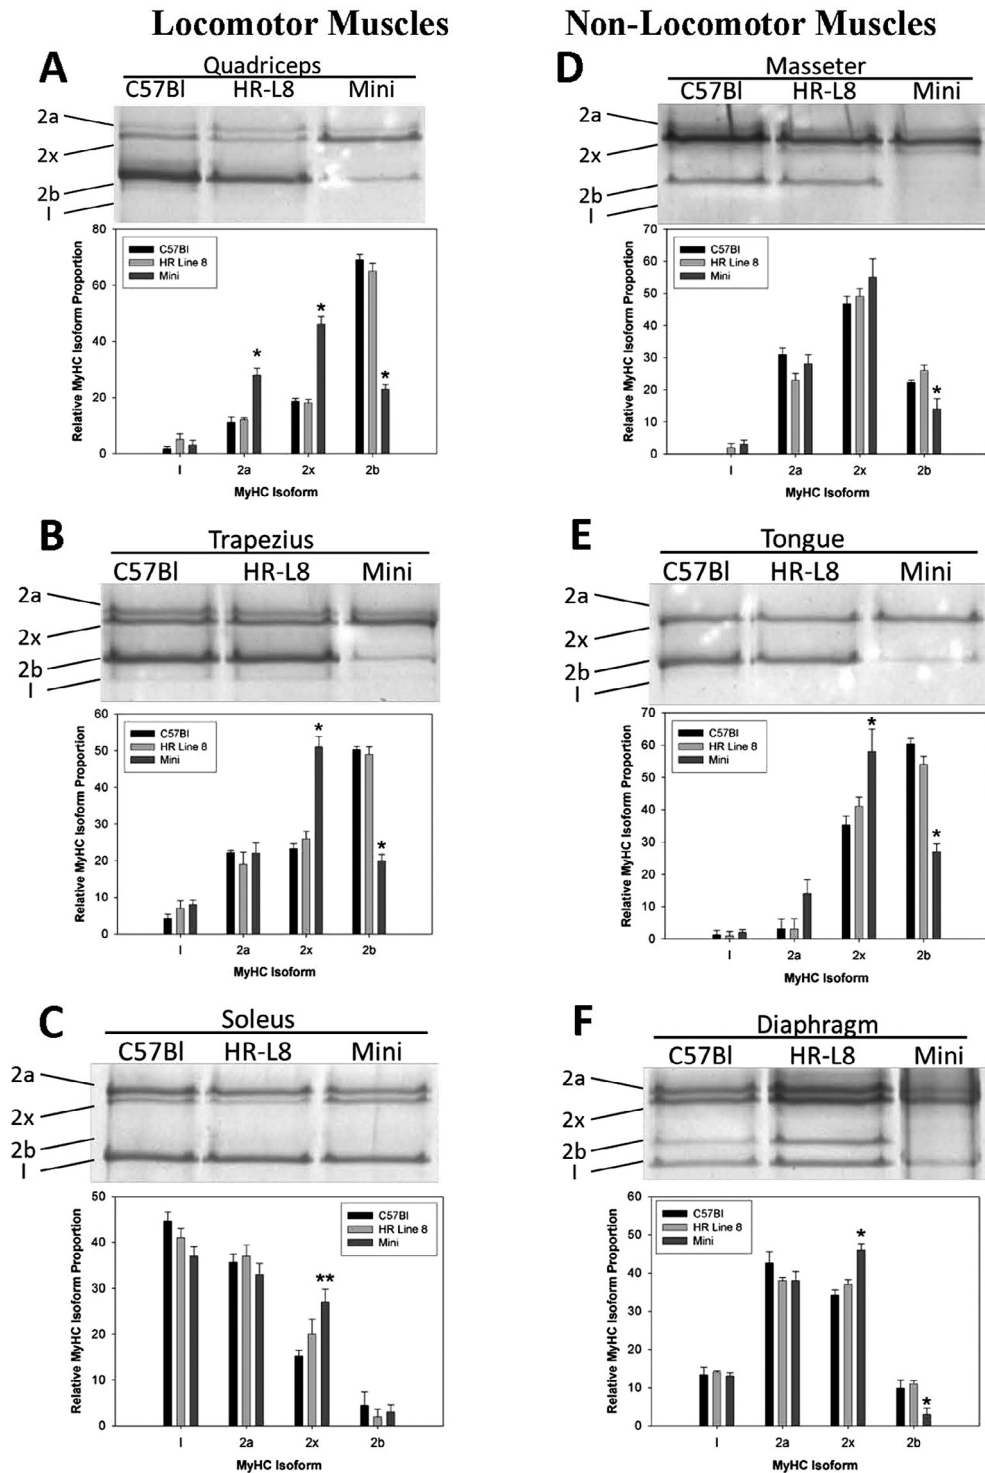 Locomotor Muscles
Non-Locomotor Muscles
A
Quadriceps
C57Bl HR-L8 Mini
2a
2x
2b
I
80
60
40
20
0
Relative MyHC Isoform Proportion
C57Bl
HR Line 8
Mini
*
*
*
I 2a 2x 2b
MyHC Isoform
B
Trapezius
C57Bl HR-L8 Mini
2a
2x
2b
I
60
50
40
30
20
10
0
Relative MyHC Isoform Proportion
C57Bl
HR Line 8
Mini
*
*
I 2a 2x 2b
MyHC Isoform
C
Soleus
C57Bl HR-L8 Mini
2a
2x
2b
I
50
40
30
20
10
0
Relative MyHC Isoform Proportion
C57Bl
HR Line 8
Mini
**
I 2a 2x 2b
MyHC Isoform
D
Masseter
C57Bl HR-L8 Mini
2a
2x
2b
I
70
60
50
40
30
20
10
0
Relative MyHC Isoform Proportion
C57Bl
HR Line 8
Mini
*
I 2a 2x 2b
MyHC Isoform
E
Tongue
C57Bl HR-L8 Mini
2a
2x
2b
I
70
60
50
40
30
20
10
0
Relative MyHC Isoform Proportion
C57Bl
HR Line 8
Mini
*
*
I 2a 2x 2b
MyHC Isoform
F
Diaphragm
C57Bl HR-L8 Mini
2a
2x
2b
I
60
50
40
30
20
10
0
Relative MyHC Isoform Proportion
C57Bl
HR Line 8
Mini
*
*
I 2a 2x 2b
MyHC Isoform